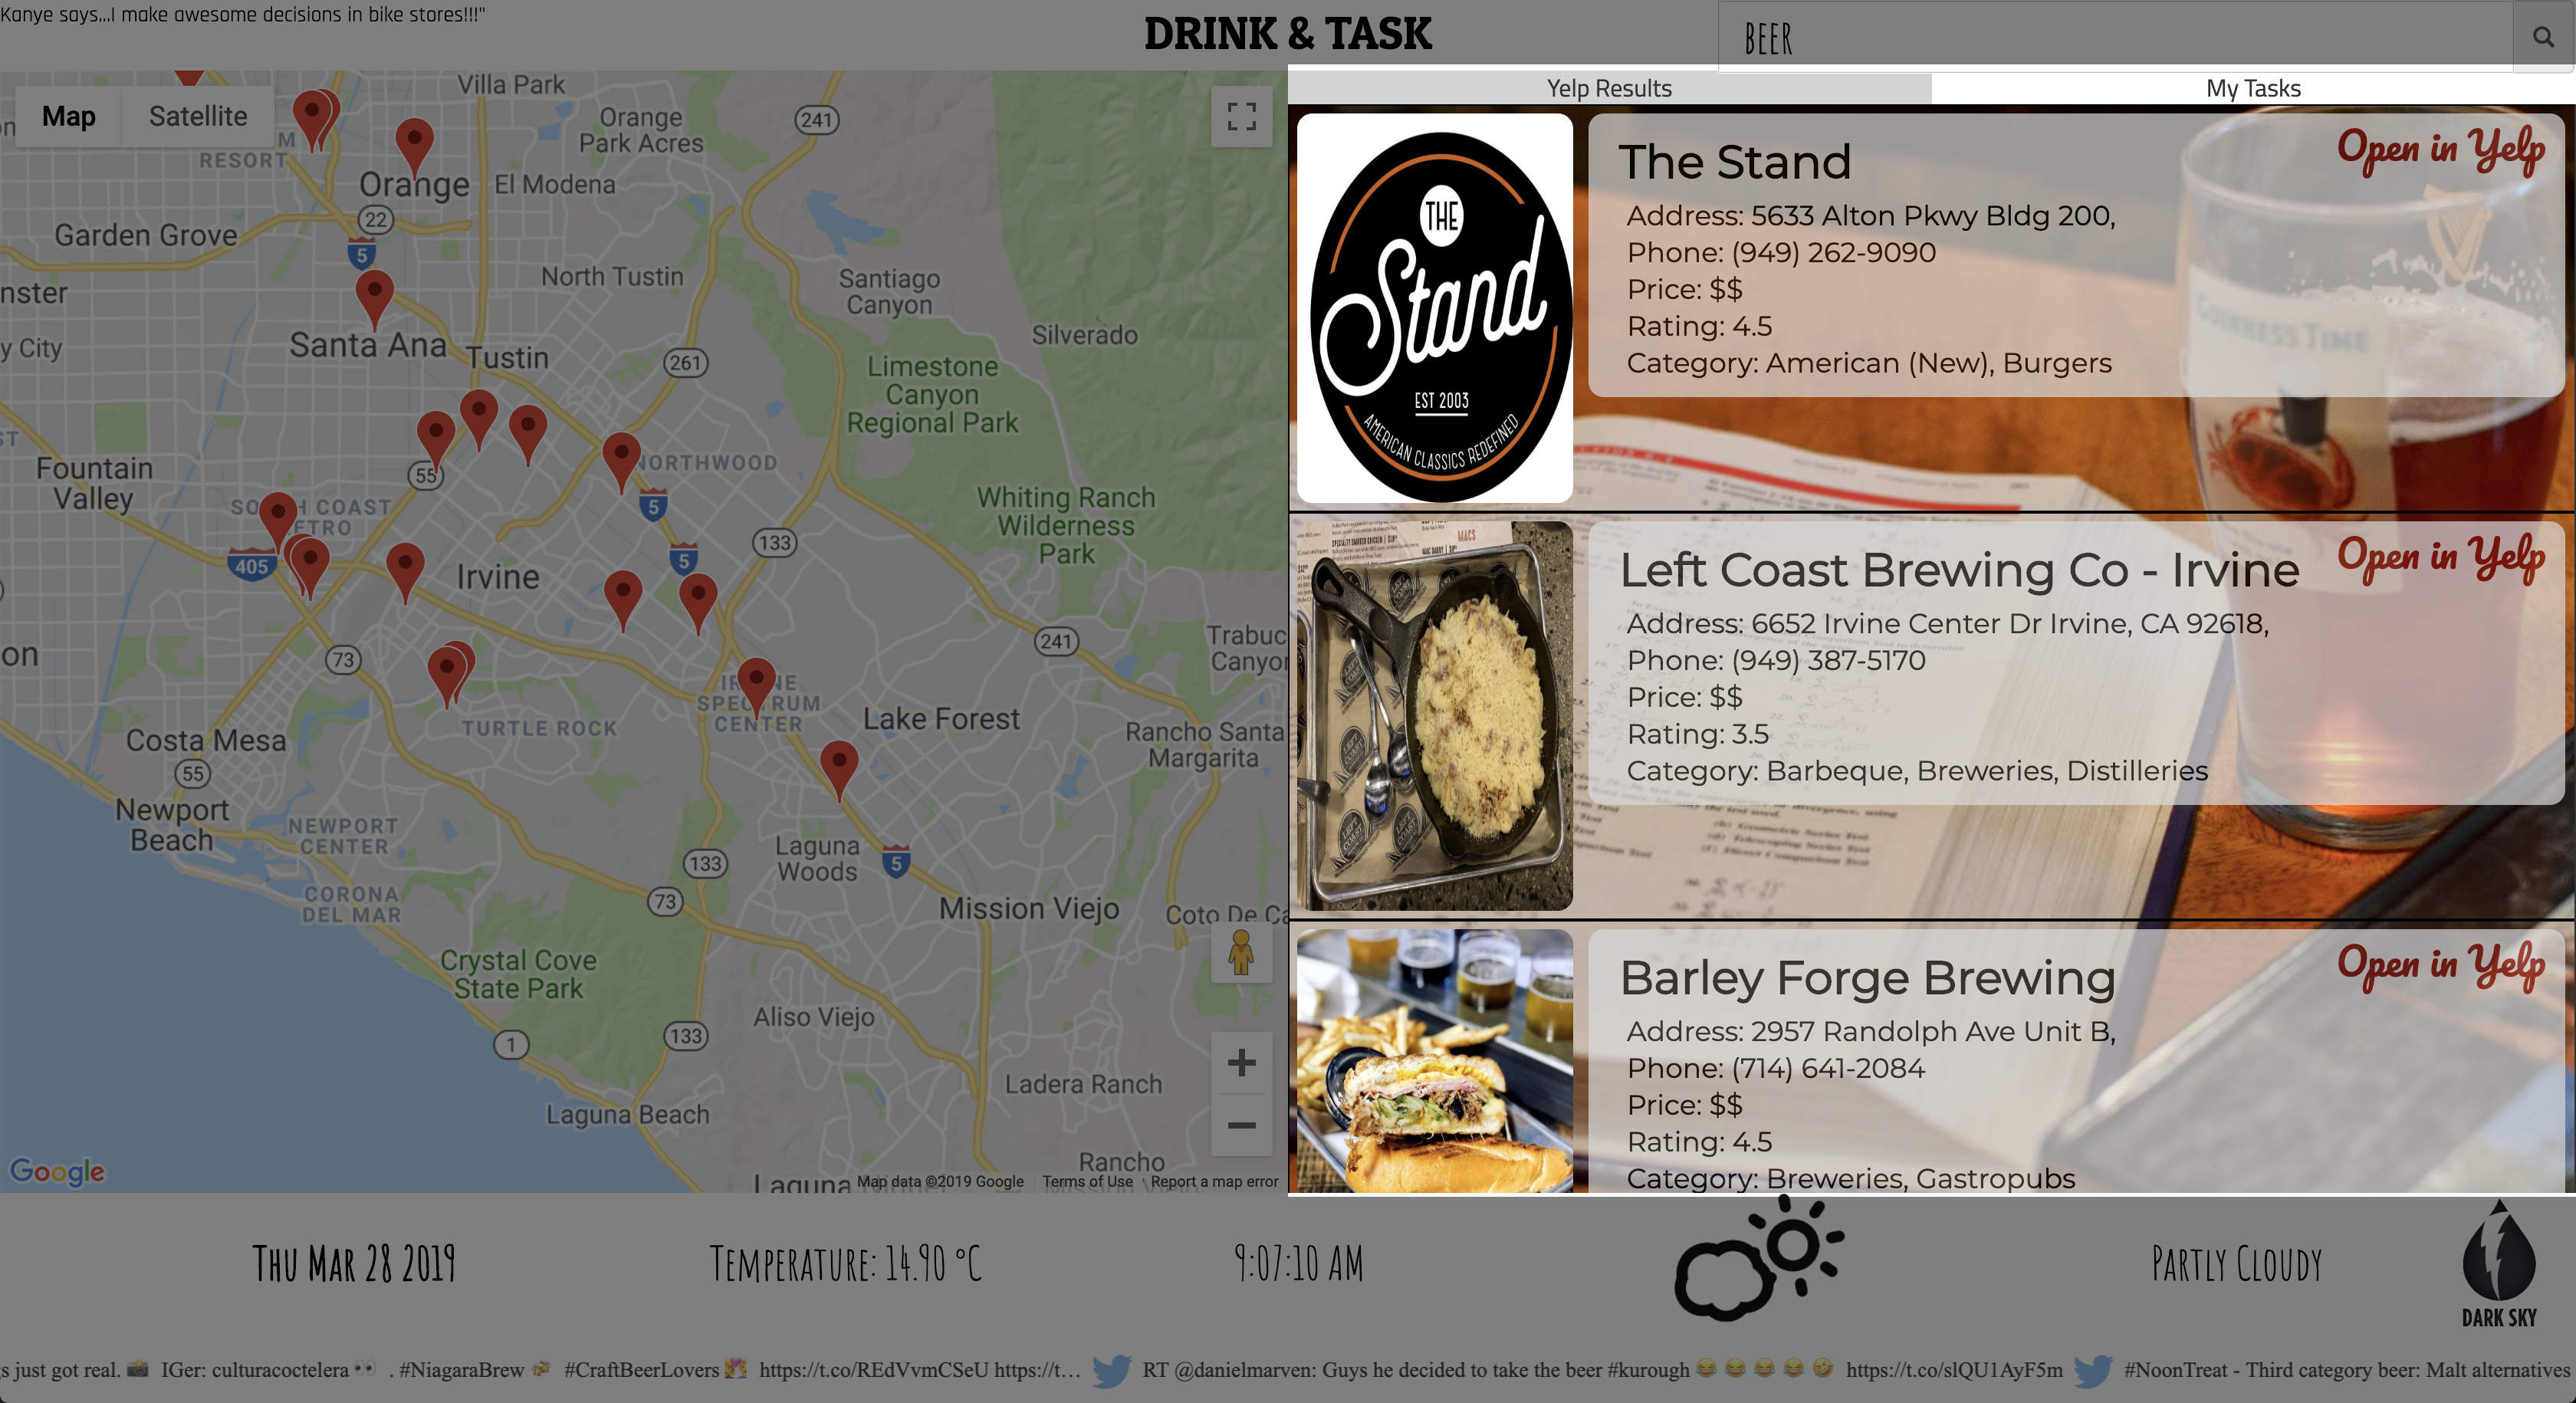 Kanye says...I make awesome decisions in bike stores!!!"
DRINK & TASK
BEER
Yelp Results
My Tasks
Map
Satellite
Villa Park
Orange
Park Acres
241
RESORT
Orange
El Modena
22
Garden Grove
5
North Tustin
Santiago
Canyon
nster
Silverado
y City
Santa Ana
Tustin
261
Limestone
Canyon
Regional Park
ST
Fountain
Valley
55
NORTHWOOD
5
Whiting Ranch
Wilderness
Park
133
405
Irvine
5
241
Trabuc
Canyon
on
73
SPECTRUM
CENTER
TURTLE ROCK
Lake Forest
Rancho Santa
Margarita
Costa Mesa
55
Newport
Beach
NEWPORT
CENTER
Laguna
Woods
133
5
CORONA
DEL MAR
73
Mission Viejo
Coto De Ca
Crystal Cove
State Park
Aliso Viejo
1
133
Ladera Ranch
Laguna Beach
Rancho
Google
Laguna
Map data ©2019 Google
Terms of Use
Report a map error
THE
Stand
EST 2003
AMERICAN CLASSICS REDEFINED
The Stand
Open in Yelp
Address: 5633 Alton Pkwy Bldg 200,
Phone: (949) 262-9090
Price: $$
Rating: 4.5
Category: American (New), Burgers
GUINNESS TIME
MACS
Left Coast Brewing Co - Irvine
Open in Yelp
Address: 6652 Irvine Center Dr Irvine, CA 92618,
Phone: (949) 387-5170
Price: $$
Rating: 3.5
Category: Barbeque, Breweries, Distilleries
Barley Forge Brewing
Open in Yelp
Address: 2957 Randolph Ave Unit B,
Phone: (714) 641-2084
Price: $$
Rating: 4.5
Category: Breweries, Gastropubs
Thu Mar 28 2019
Temperature: 14.90 °C
9:07:10 AM
Partly Cloudy
DARK SKY
s just got real. 📸 IGer: culturacoctelera 👀 . #NiagaraBrew 🍻 #CraftBeerLovers 💏 https://t.co/REdVvmCSeU https://t… RT @danielmarven: Guys he decided to take the beer #kurough 😂 😂 😂 😂 🤣 https://t.co/slQU1AyF5m #NoonTreat - Third category beer: Malt alternatives